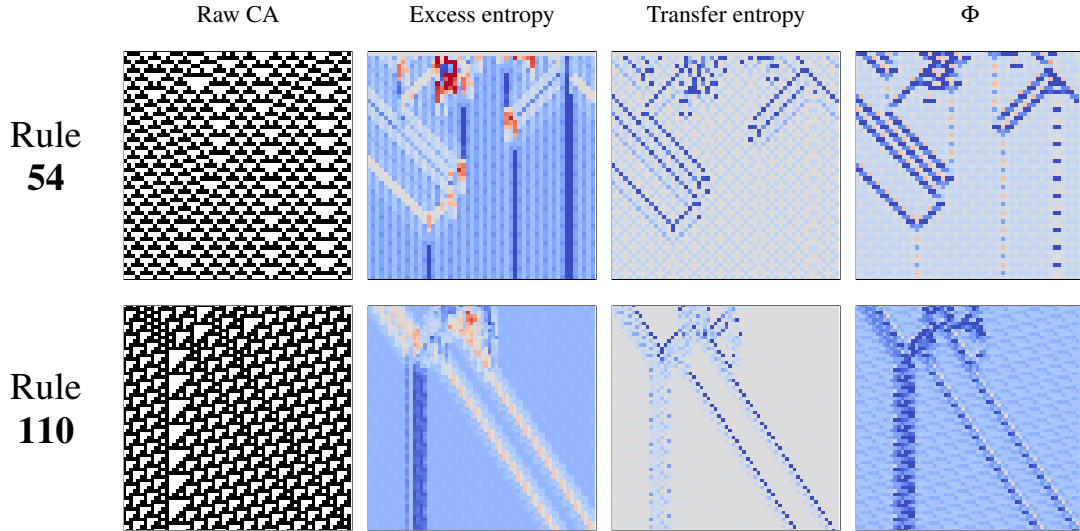 Raw CA
Excess entropy
Transfer entropy
Φ
Rule
54
Rule
110